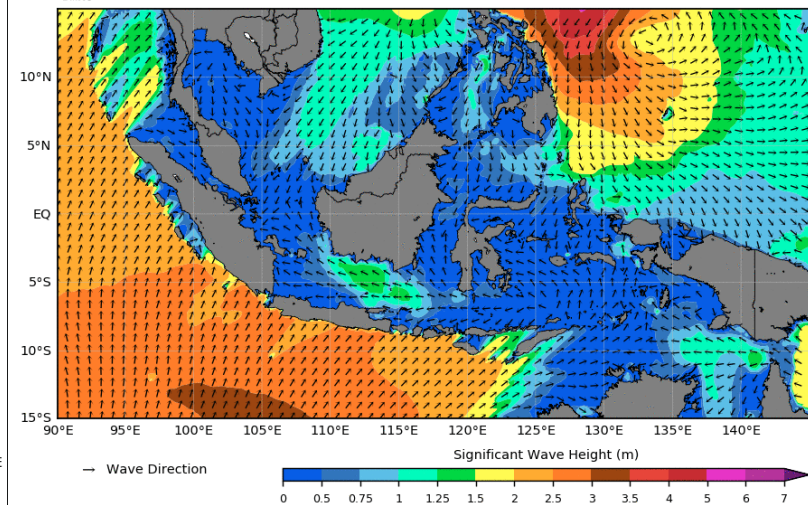 10°N
5°N
EQ
5°S
10°S
15°S
90°E 95°E 100°E 105°E 110°E 115°E 120°E 125°E 130°E 135°E 140°E
Significant Wave Height (m)
→ Wave Direction
0 0.5 0.75 1 1.25 1.5 2 2.5 3 3.5 4 5 6 7
E